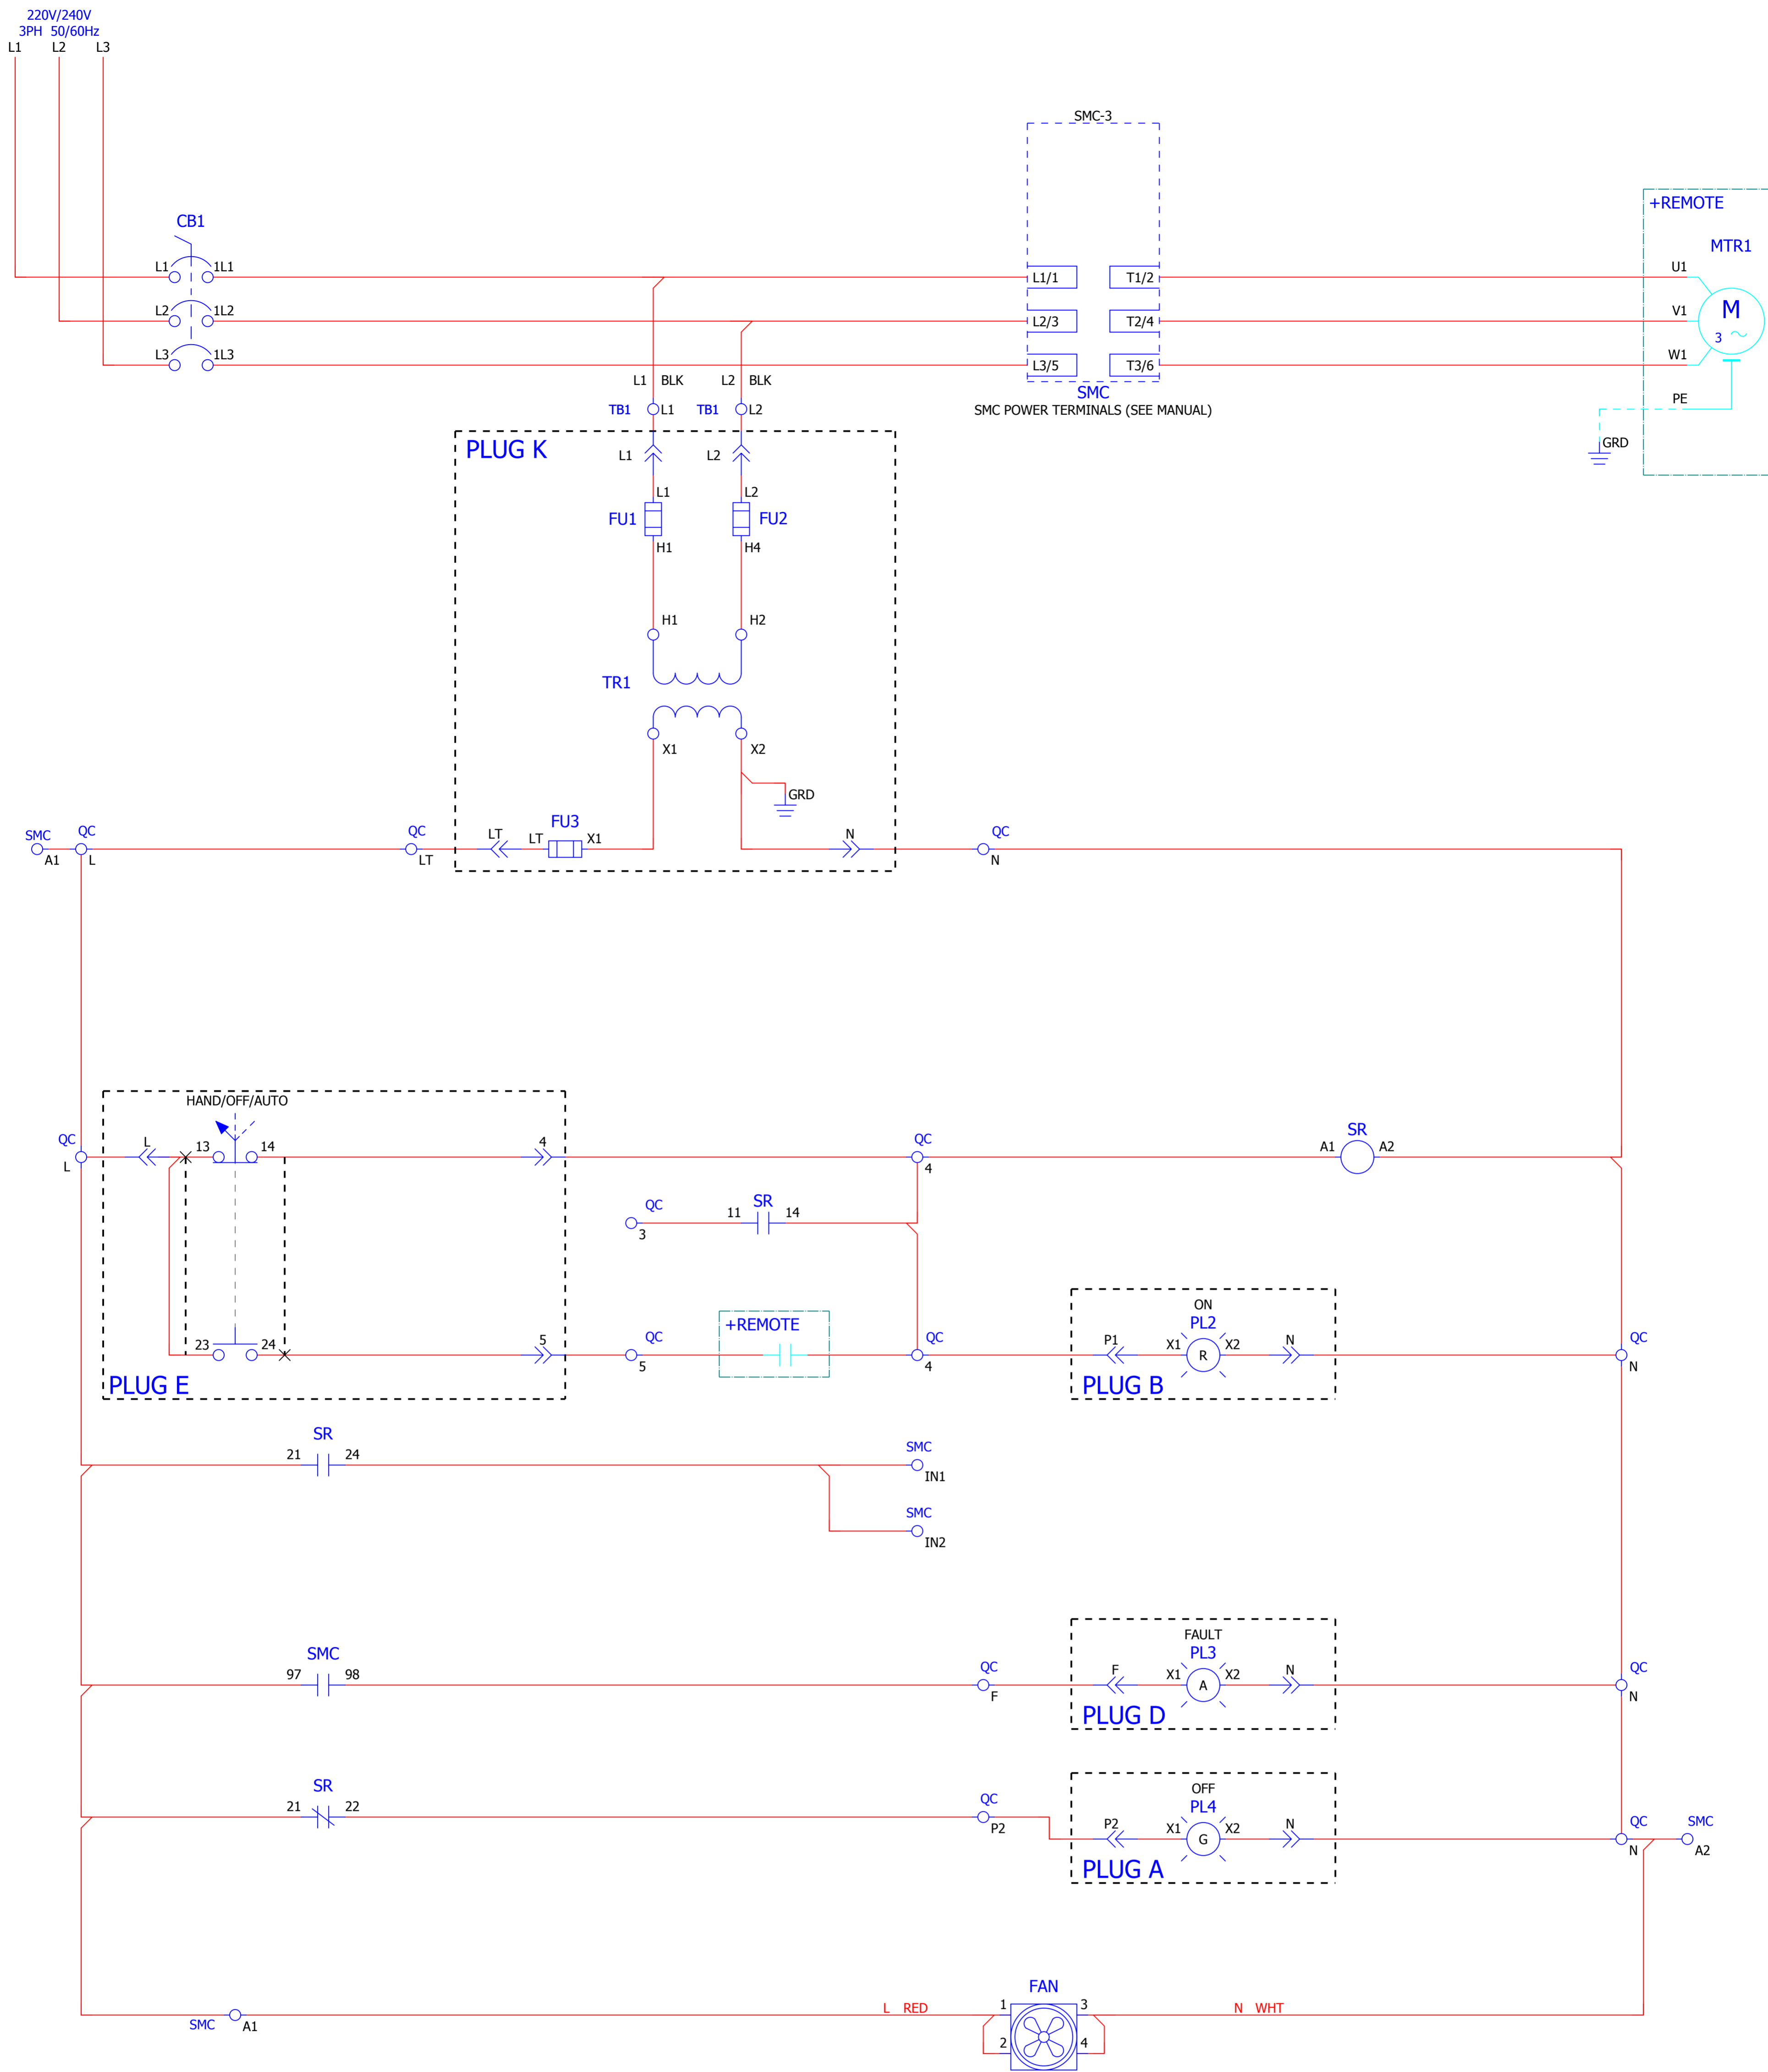 220V/240V
3PH 50/60Hz
L1 L2 L3
SMC-3
+REMOTE
CB1
MTR1
L1 1L1 L1/1 T1/2 U1
L2 1L2 L2/3 T2/4 V1
M
3
L3 1L3 L3/5 T3/6 W1
L1 BLK L2 BLK
SMC
PE
TB1 L1 TB1 L2
SMC POWER TERMINALS (SEE MANUAL)
GRD
PLUG K
L1 L2
L1 L2
FU1 FU2
H1 H4
H1 H2
TR1
X1 X2
GRD
FU3
SMC QC QC LT LT X1 N QC
A1 L LT N
HAND/OFF/AUTO
QC L 13 14 4 QC SR
A1 A2
L 4
QC 11 SR 14
3
ON
+REMOTE
PL2
23 24 5 QC QC P1 X1 X2 N QC
R
5 4 N
PLUG E
PLUG B
SR
21 24 SMC
IN1
SMC
IN2
FAULT
SMC
PL3
97 98 QC F X1 X2 N QC
A
F N
PLUG D
SR
OFF
PL4
21 22 QC P2 X1 X2 N QC SMC
G
P2 N A2
PLUG A
FAN
L RED 1 3 N WHT
SMC A1
2 4